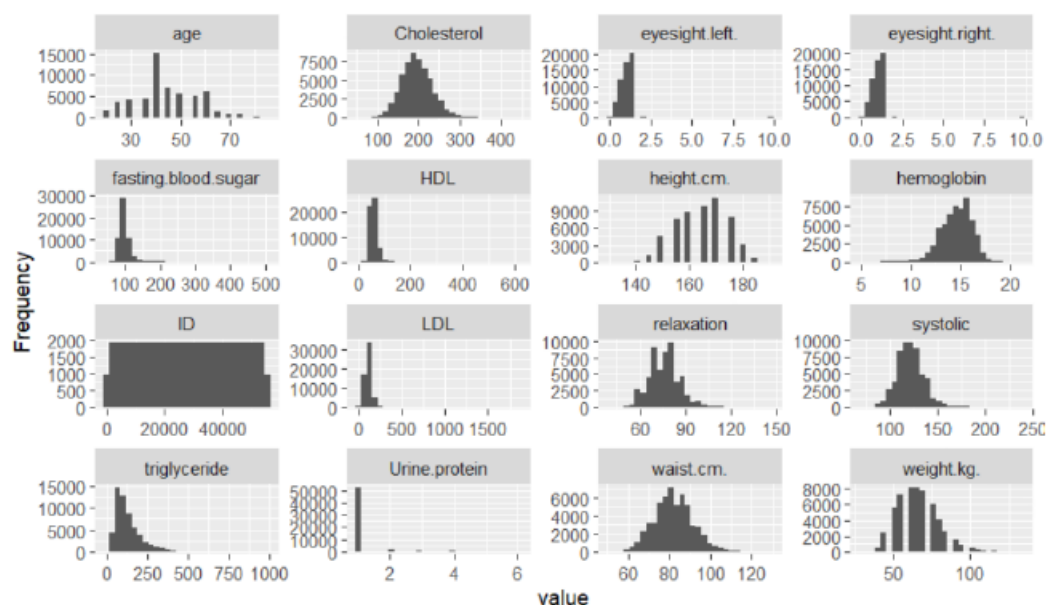 age Cholesterol eyesight.left. eyesight.right.
15000 10000 5000 0
7500 5000 2500 0
20000 15000 10000 5000 0
20000 15000 10000 5000 0
30 50 70
100 200 300 400
0.0 2.5 5.0 7.5 10.0
0.0 2.5 5.0 7.5 10.0
fasting.blood.sugar HDL height.cm. hemoglobin
30000 20000 10000 0
20000 10000 0
9000 6000 3000 0
7500 5000 2500 0
100 200 300 400 500
0 200 400 600
140 160 180
5 10 15 20
Frequency
ID LDL relaxation systolic
2000 1500 1000 500 0
30000 20000 10000 0
10000 7500 5000 2500 0
10000 7500 5000 2500 0
0 20000 40000
0 500 1000 1500
60 90 120 150
100 150 200 250
triglyceride Urine.protein waist.cm. weight.kg.
15000 10000 5000 0
50000 40000 30000 20000 10000 0
6000 4000 2000 0
8000 6000 4000 2000 0
0 250 500 750 1000
2 4 6
60 80 100 120
50 100
value